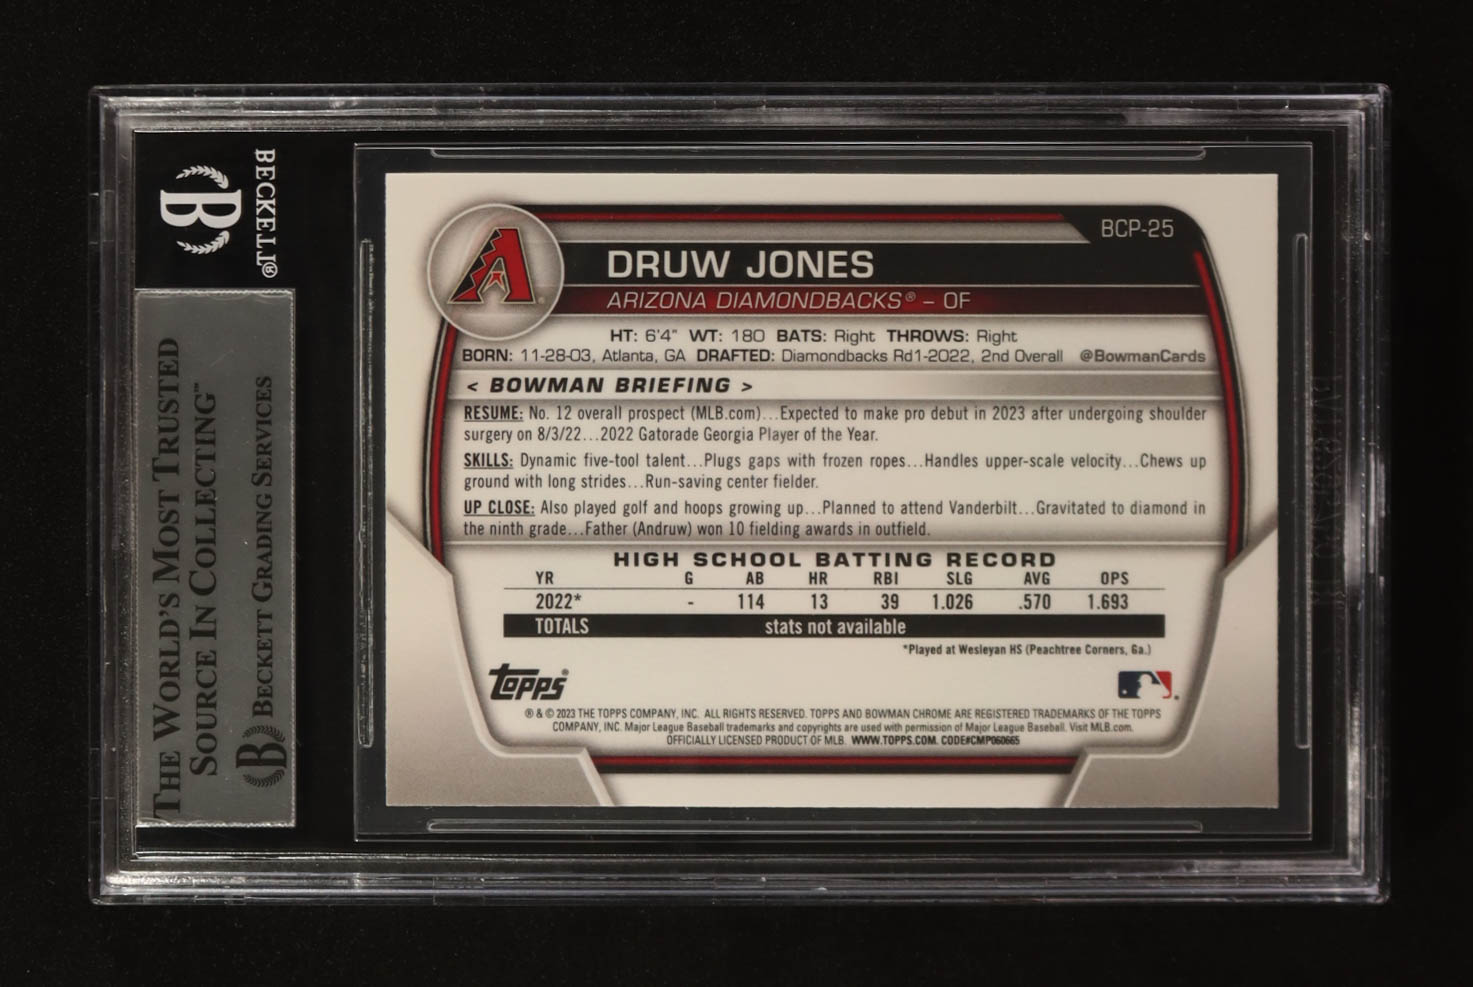 BECKETT®
B
THE WORLD'S MOST TRUSTED
SOURCE IN COLLECTING™
B BECKETT GRADING SERVICES
BCP-25
A
DRUW JONES
ARIZONA DIAMONDBACKS® – OF
HT: 6'4" WT: 180 BATS: Right THROWS: Right
BORN: 11-28-03, Atlanta, GA DRAFTED: Diamondbacks Rd1-2022, 2nd Overall @BowmanCards
< BOWMAN BRIEFING >
RESUME: No. 12 overall prospect (MLB.com)...Expected to make pro debut in 2023 after undergoing shoulder
surgery on 8/3/22...2022 Gatorade Georgia Player of the Year.
SKILLS: Dynamic five-tool talent...Plugs gaps with frozen ropes...Handles upper-scale velocity...Chews up
ground with long strides...Run-saving center fielder.
UP CLOSE: Also played golf and hoops growing up...Planned to attend Vanderbilt...Gravitated to diamond in
the ninth grade...Father (Andruw) won 10 fielding awards in outfield.
HIGH SCHOOL BATTING RECORD
YR G AB HR RBI SLG AVG OPS
2022* - 114 13 39 1.026 .570 1.693
TOTALS stats not available
*Played at Wesleyan HS (Peachtree Corners, Ga.)
Topps®
® & © 2023 THE TOPPS COMPANY, INC. ALL RIGHTS RESERVED. TOPPS AND BOWMAN CHROME ARE REGISTERED TRADEMARKS OF THE TOPPS
COMPANY, INC. Major League Baseball trademarks and copyrights are used with permission of Major League Baseball. Visit MLB.com.
OFFICIALLY LICENSED PRODUCT OF MLB. WWW.TOPPS.COM. CODE#CMP060665